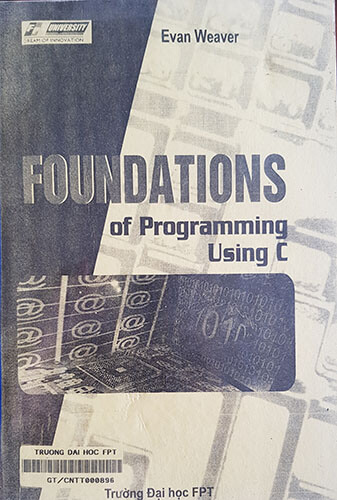 UNIVERSITY
DREAM OF INNOVATION
Evan Weaver
FOUNDATIONS
of Programming
Using C
TRUONG DAI HOC FPT
GT/CNTT000896
Trường Đại học FPT